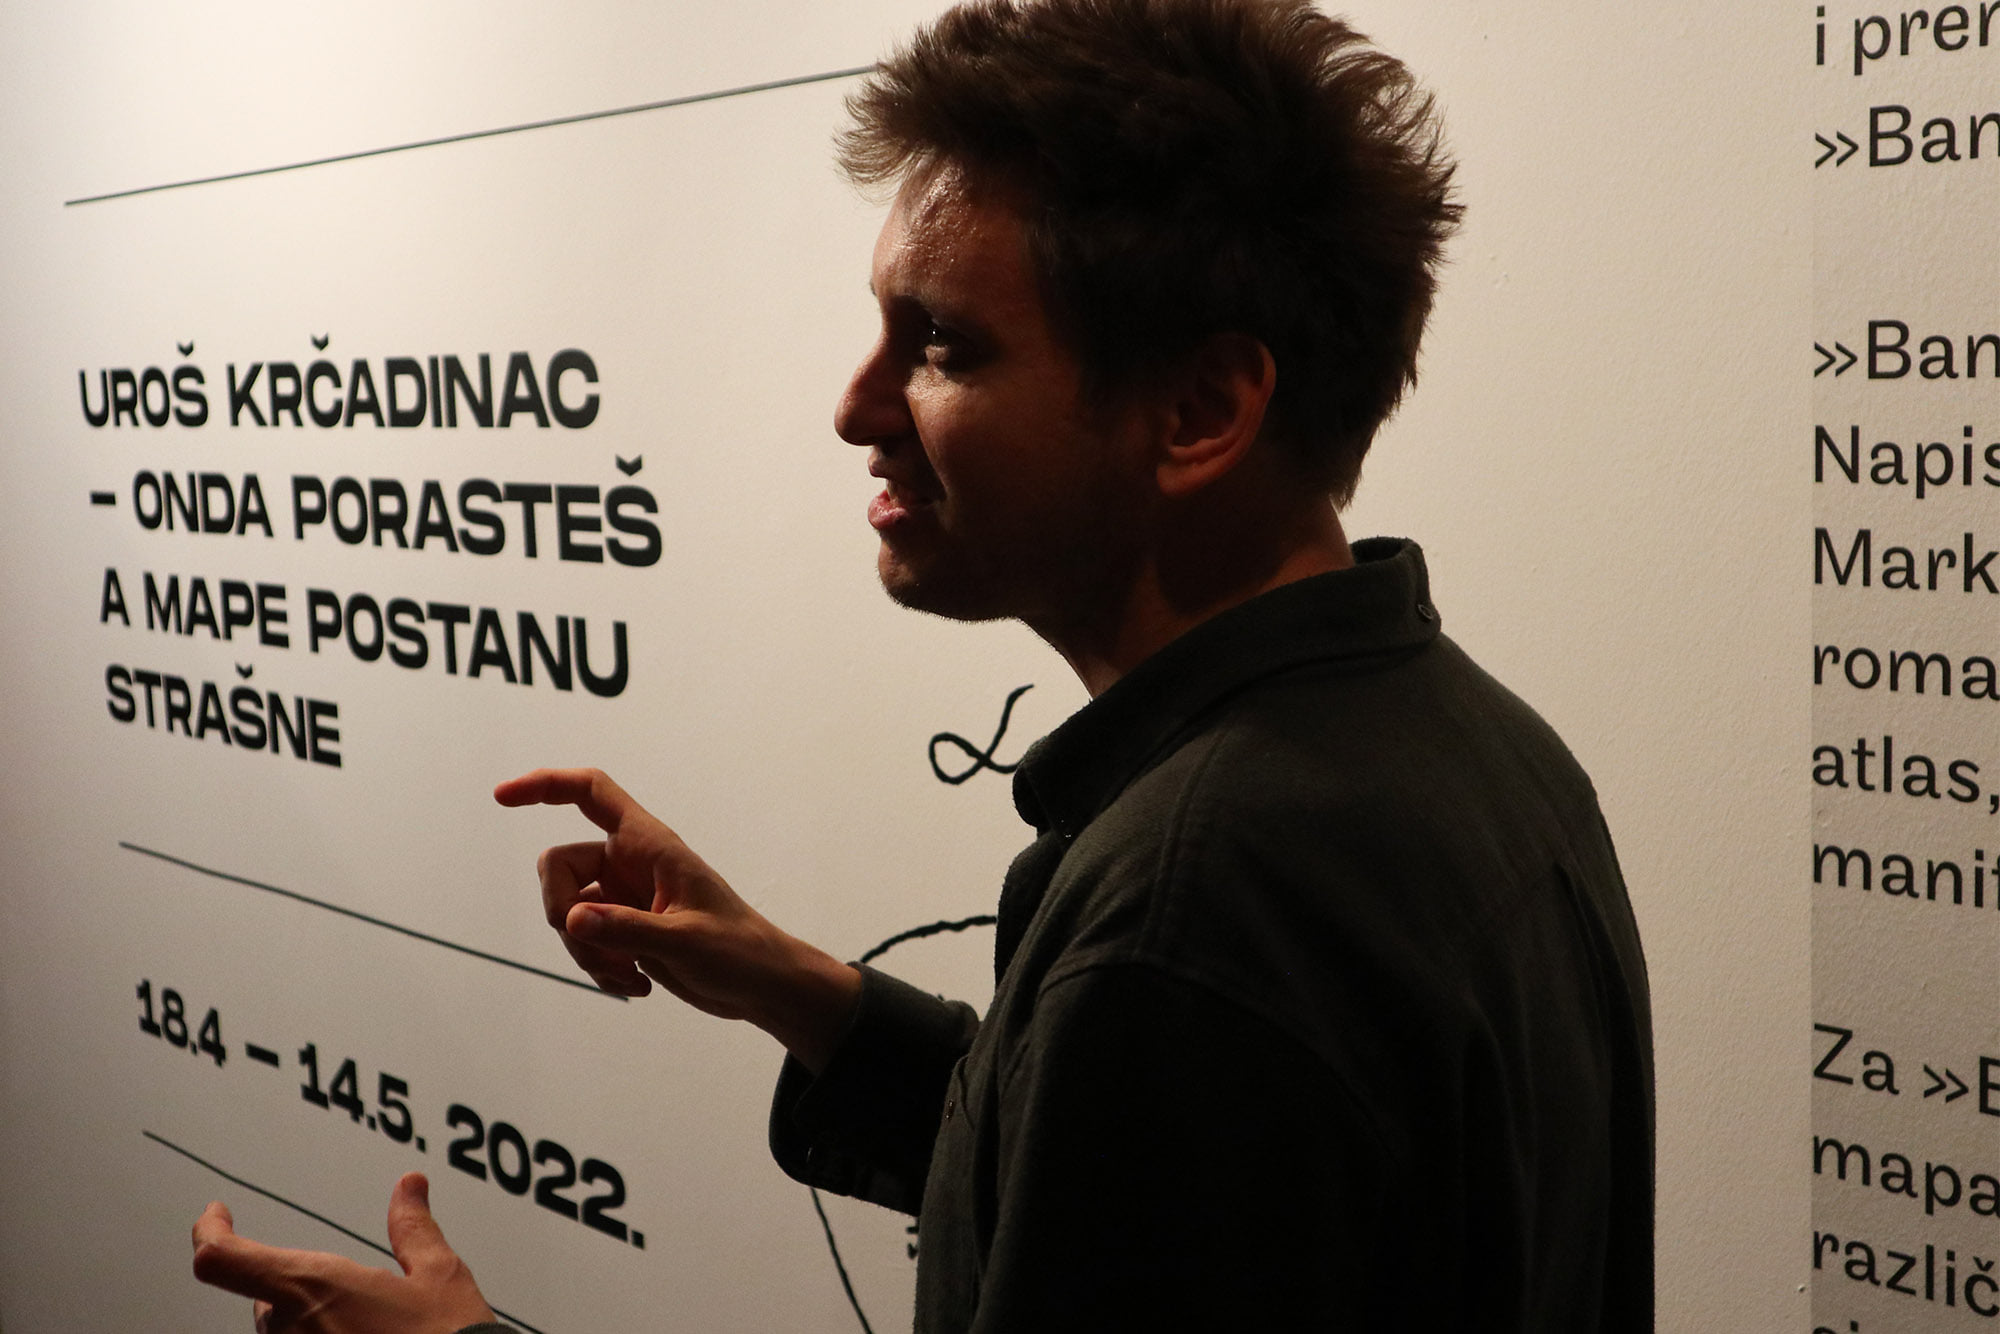 UROŠ KRČADINAC
– ONDA PORASTEŠ
A MAPE POSTANU
STRAŠNE
18.4 – 14.5. 2022.
i
»Ban
»Ban
Napis
Mark
roma
atlas,
manif
Za »B
mapa
različ